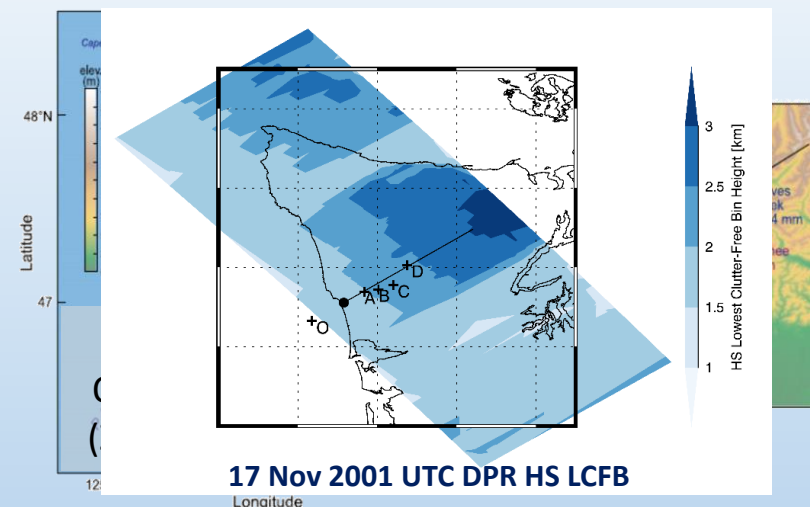 Cape
elev.
(m)
48°N
Latitude
47
O
A
B
C
D
3
2.5
2
1.5
1
HS Lowest Clutter-Free Bin Height [km]
4 mm
17 Nov 2001 UTC DPR HS LCFB
Longitude